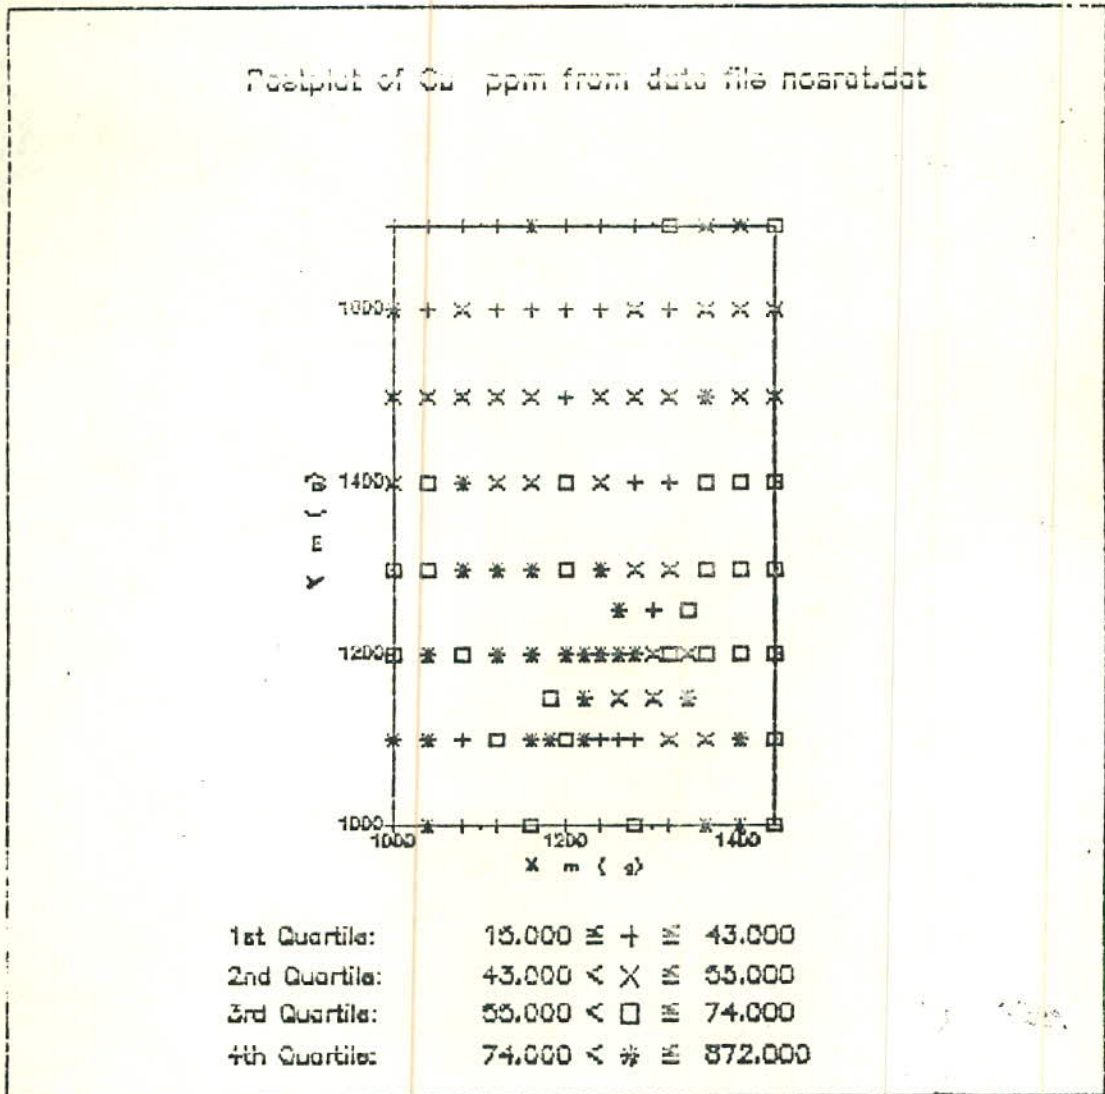 Postplot of Cu ppm from data file nosrat.dat
1400
1200
1000
1000 1200 1400
X m ( g)
1st Quartile: 15.000 ≤ + ≤ 43.000
2nd Quartile: 43.000 < X ≤ 55.000
3rd Quartile: 55.000 < □ ≤ 74.000
4th Quartile: 74.000 < ✳ ≤ 872.000